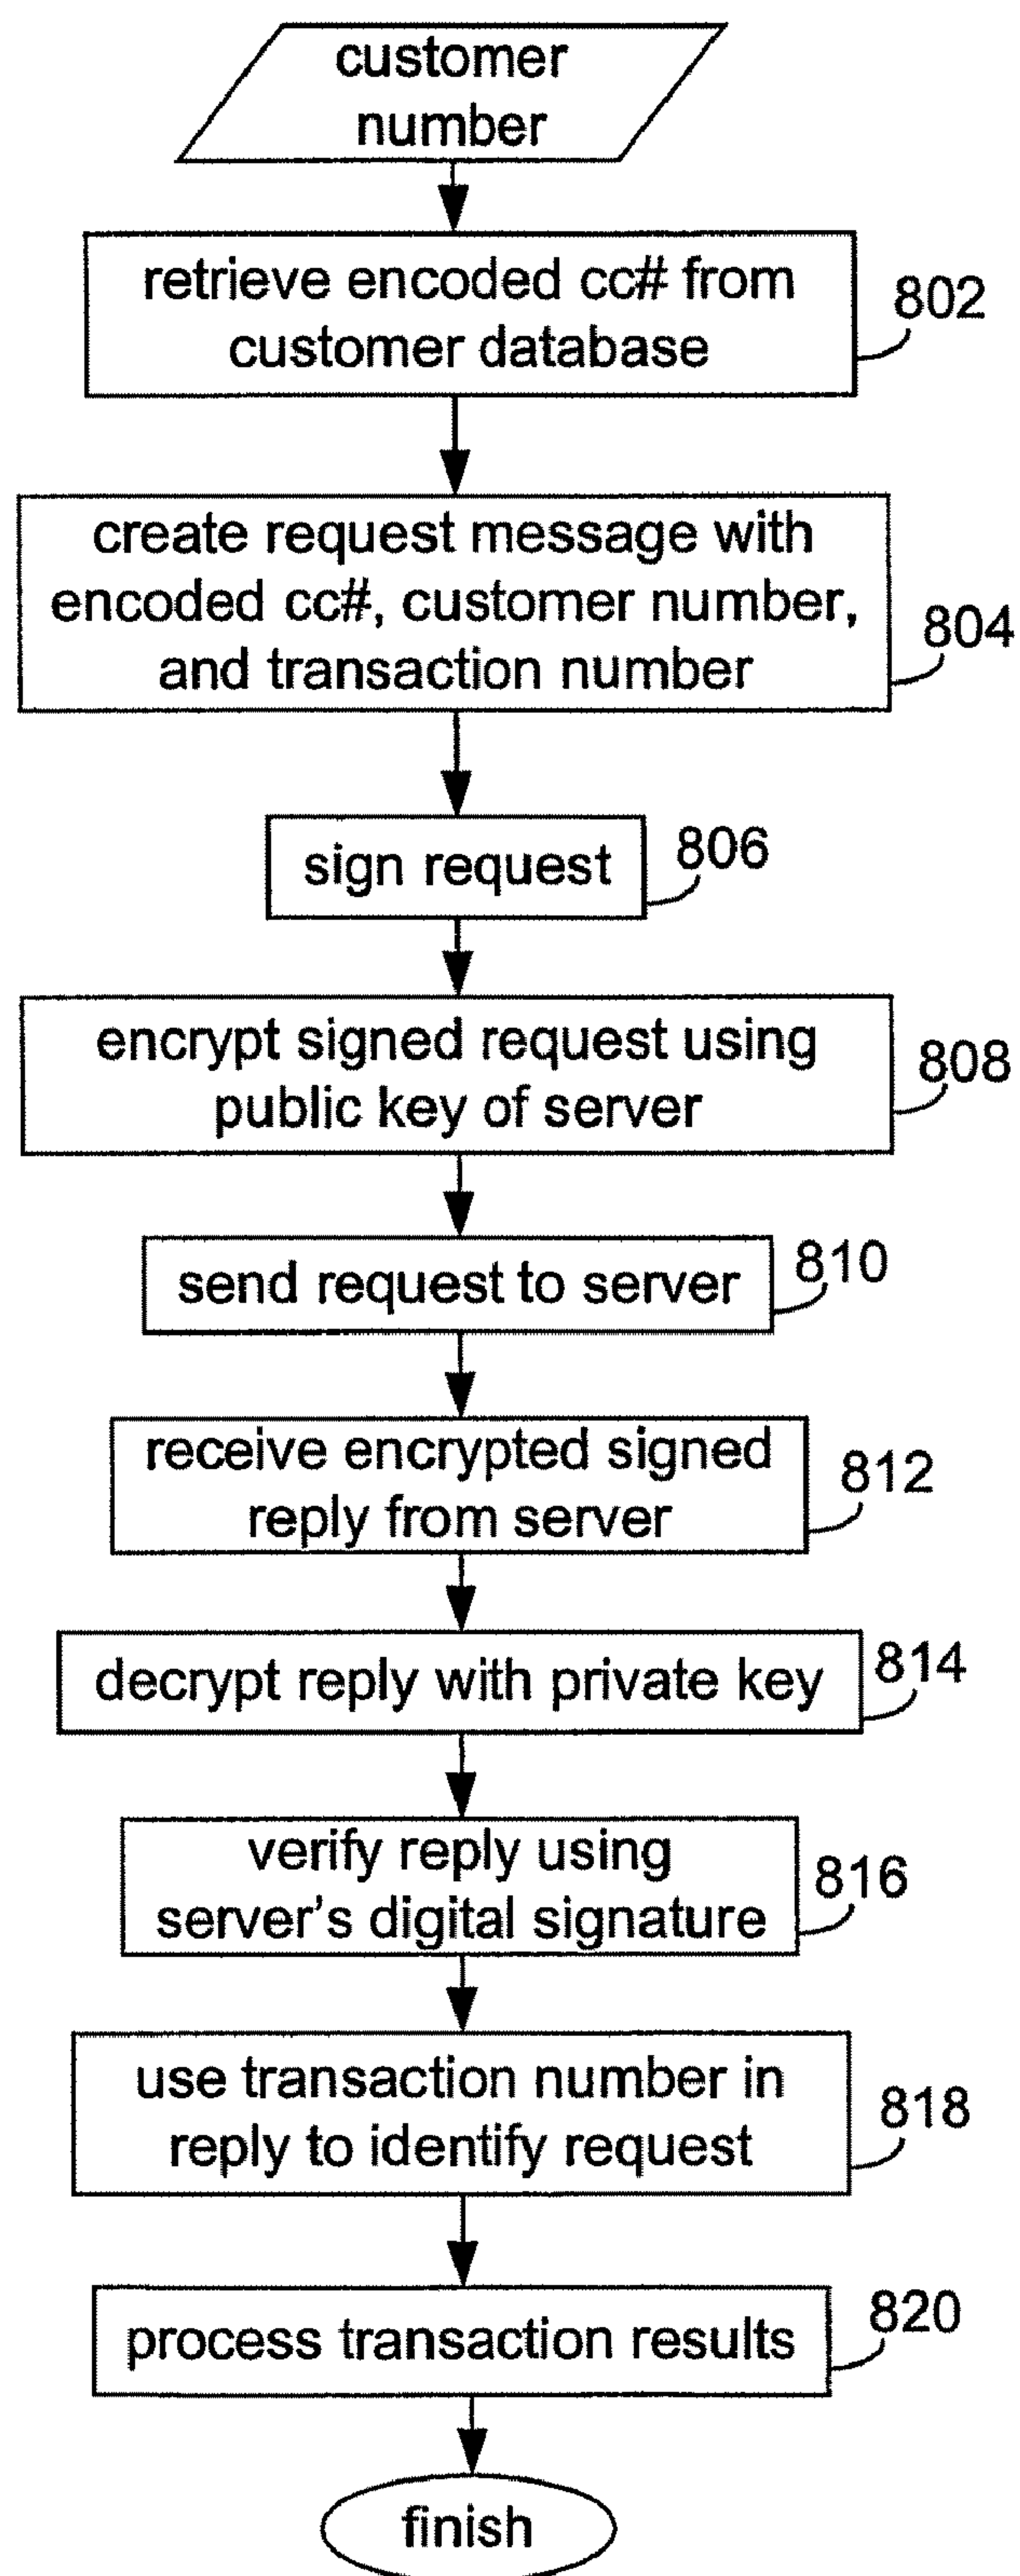 customer
number
retrieve encoded cc# from
customer database
802
create request message with
encoded cc#, customer number,
and transaction number
804
sign request
806
encrypt signed request using
public key of server
808
send request to server
810
receive encrypted signed
reply from server
812
decrypt reply with private key
814
verify reply using
server's digital signature
816
use transaction number in
reply to identify request
818
process transaction results
820
finish